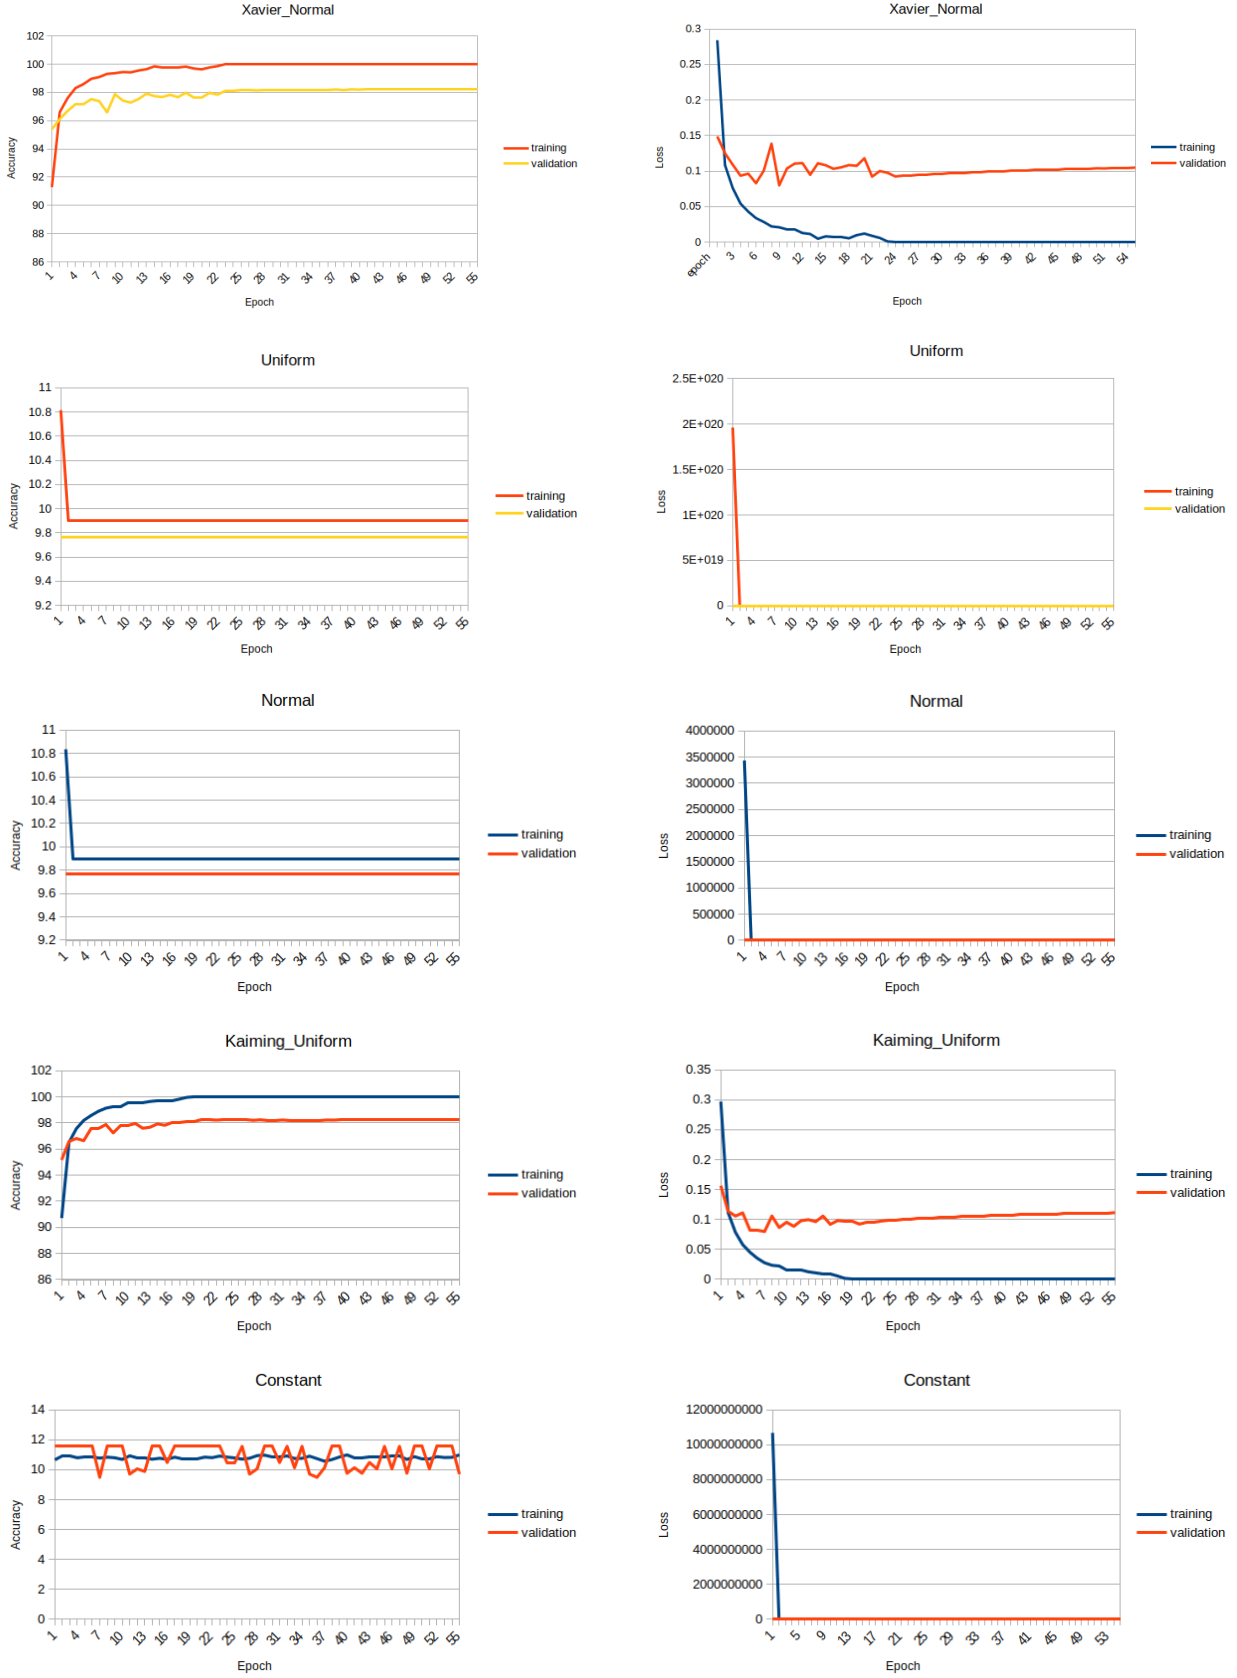 Xavier_Normal
102
100
98
96
94
92
90
88
86
Accuracy
1 4 7 10 13 16 19 22 25 28 31 34 37 40 43 46 49 52 55
Epoch
training
validation
Xavier_Normal
0.3
0.25
0.2
0.15
0.1
0.05
0
Loss
epoch 3 6 9 12 15 18 21 24 27 30 33 36 39 42 45 48 51 54
Epoch
training
validation
Uniform
11
10.8
10.6
10.4
10.2
10
9.8
9.6
9.4
9.2
Accuracy
1 4 7 10 13 16 19 22 25 28 31 34 37 40 43 46 49 52 55
Epoch
training
validation
Uniform
2.5E+020
2E+020
1.5E+020
1E+020
5E+019
0
Loss
1 4 7 10 13 16 19 22 25 28 31 34 37 40 43 46 49 52 55
Epoch
training
validation
Normal
11
10.8
10.6
10.4
10.2
10
9.8
9.6
9.4
9.2
Accuracy
1 4 7 10 13 16 19 22 25 28 31 34 37 40 43 46 49 52 55
Epoch
training
validation
Normal
4000000
3500000
3000000
2500000
2000000
1500000
1000000
500000
0
Loss
1 4 7 10 13 16 19 22 25 28 31 34 37 40 43 46 49 52 55
Epoch
training
validation
Kaiming_Uniform
102
100
98
96
94
92
90
88
86
Accuracy
1 4 7 10 13 16 19 22 25 28 31 34 37 40 43 46 49 52 55
Epoch
training
validation
Kaiming_Uniform
0.35
0.3
0.25
0.2
0.15
0.1
0.05
0
Loss
1 4 7 10 13 16 19 22 25 28 31 34 37 40 43 46 49 52 55
Epoch
training
validation
Constant
14
12
10
8
6
4
2
0
Accuracy
1 4 7 10 13 16 19 22 25 28 31 34 37 40 43 46 49 52 55
Epoch
training
validation
Constant
12000000000
10000000000
8000000000
6000000000
4000000000
2000000000
0
Loss
1 5 9 13 17 21 25 29 33 37 41 45 49 53
Epoch
training
validation